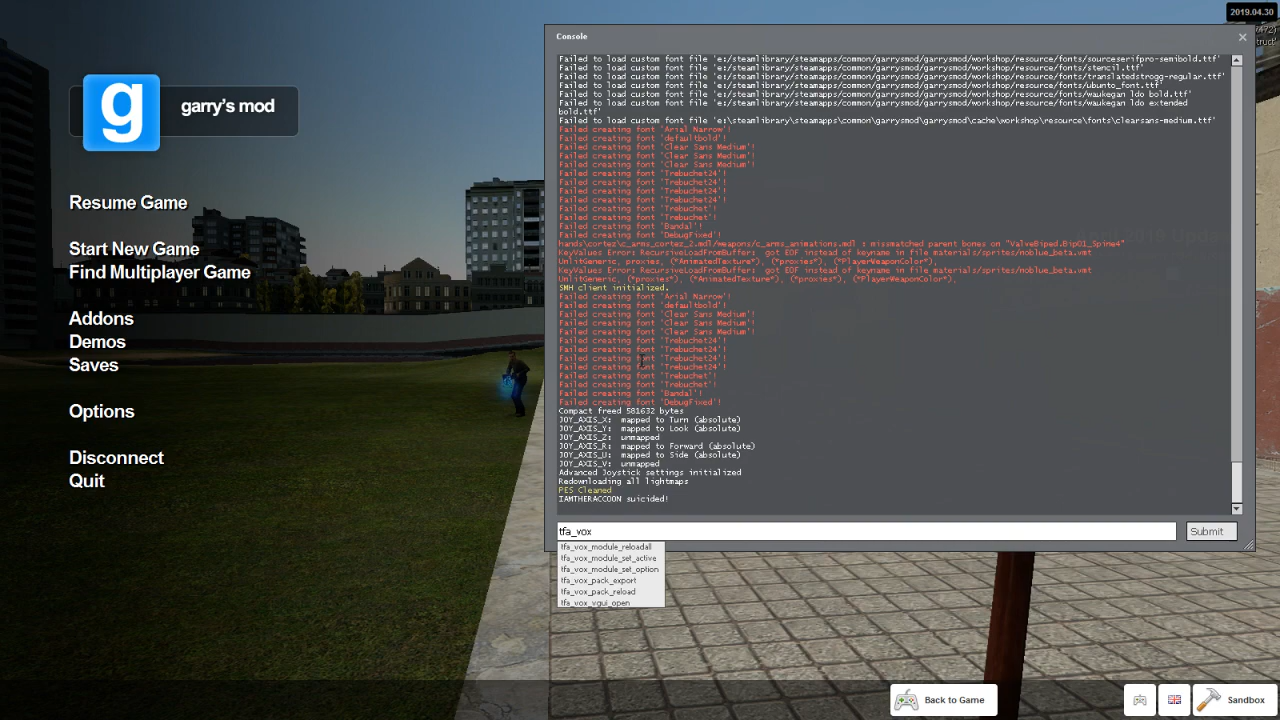 2019.04.30
g garry's mod
Resume Game
Start New Game
Find Multiplayer Game
Addons
Demos
Saves
Options
Disconnect
Quit
Console
Failed to load custom font file 'e:/steamlibrary/steamapps/common/garrysmod/garrysmod/workshop/resource/fonts/sourceserifpro-semibold.ttf'
Failed to load custom font file 'e:/steamlibrary/steamapps/common/garrysmod/garrysmod/workshop/resource/fonts/stencil.ttf'
Failed to load custom font file 'e:/steamlibrary/steamapps/common/garrysmod/garrysmod/workshop/resource/fonts/translatedstrogg-regular.ttf'
Failed to load custom font file 'e:/steamlibrary/steamapps/common/garrysmod/garrysmod/workshop/resource/fonts/ubunto_font.ttf'
Failed to load custom font file 'e:/steamlibrary/steamapps/common/garrysmod/garrysmod/workshop/resource/fonts/waukegan ldo bold.ttf'
Failed to load custom font file 'e:/steamlibrary/steamapps/common/garrysmod/garrysmod/workshop/resource/fonts/waukegan ldo extended
bold.ttf'
Failed to load custom font file 'e:\steamlibrary\steamapps\common\garrysmod\garrysmod\cache\workshop\resource\fonts\clearsans-medium.ttf'
Failed creating font 'Arial Narrow'!
Failed creating font 'defaultbold'!
Failed creating font 'Clear Sans Medium'!
Failed creating font 'Clear Sans Medium'!
Failed creating font 'Clear Sans Medium'!
Failed creating font 'Trebuchet24'!
Failed creating font 'Trebuchet24'!
Failed creating font 'Trebuchet24'!
Failed creating font 'Trebuchet24'!
Failed creating font 'Trebuchet'!
Failed creating font 'Trebuchet'!
Failed creating font 'Bandal'!
Failed creating font 'DebugFixed'!
hands\cortez\c_arms_cortez_2.mdl/weapons/c_arms_animations.mdl : missmatched parent bones on "ValveBiped.Bip01_Spine4"
KeyValues Error: RecursiveLoadFromBuffer:  got EOF instead of keyname in file materials/sprites/noblue_beta.vmt
UnlitGeneric, proxies, (*AnimatedTexture*), (*proxies*), (*PlayerWeaponColor*),
KeyValues Error: RecursiveLoadFromBuffer:  got EOF instead of keyname in file materials/sprites/noblue_beta.vmt
UnlitGeneric, (*proxies*), (*AnimatedTexture*), (*proxies*), (*PlayerWeaponColor*),
SMH client initialized.
Failed creating font 'Arial Narrow'!
Failed creating font 'defaultbold'!
Failed creating font 'Clear Sans Medium'!
Failed creating font 'Clear Sans Medium'!
Failed creating font 'Clear Sans Medium'!
Failed creating font 'Trebuchet24'!
Failed creating font 'Trebuchet24'!
Failed creating font 'Trebuchet24'!
Failed creating font 'Trebuchet24'!
Failed creating font 'Trebuchet'!
Failed creating font 'Trebuchet'!
Failed creating font 'Bandal'!
Failed creating font 'DebugFixed'!
Compact freed 581632 bytes
JOY_AXIS_X:  mapped to Turn (absolute)
JOY_AXIS_Y:  mapped to Look (absolute)
JOY_AXIS_Z:  unmapped
JOY_AXIS_R:  mapped to Forward (absolute)
JOY_AXIS_U:  mapped to Side (absolute)
JOY_AXIS_V:  unmapped
Advanced Joystick settings initialized
Redownloading all lightmaps
PES Cleaned
IAMTHERACCOON suicided!
tfa_vox
Submit
tfa_vox_module_reloadall
tfa_vox_module_set_active
tfa_vox_module_set_option
tfa_vox_pack_export
tfa_vox_pack_reload
tfa_vox_vgui_open
Back to Game
Sandbox